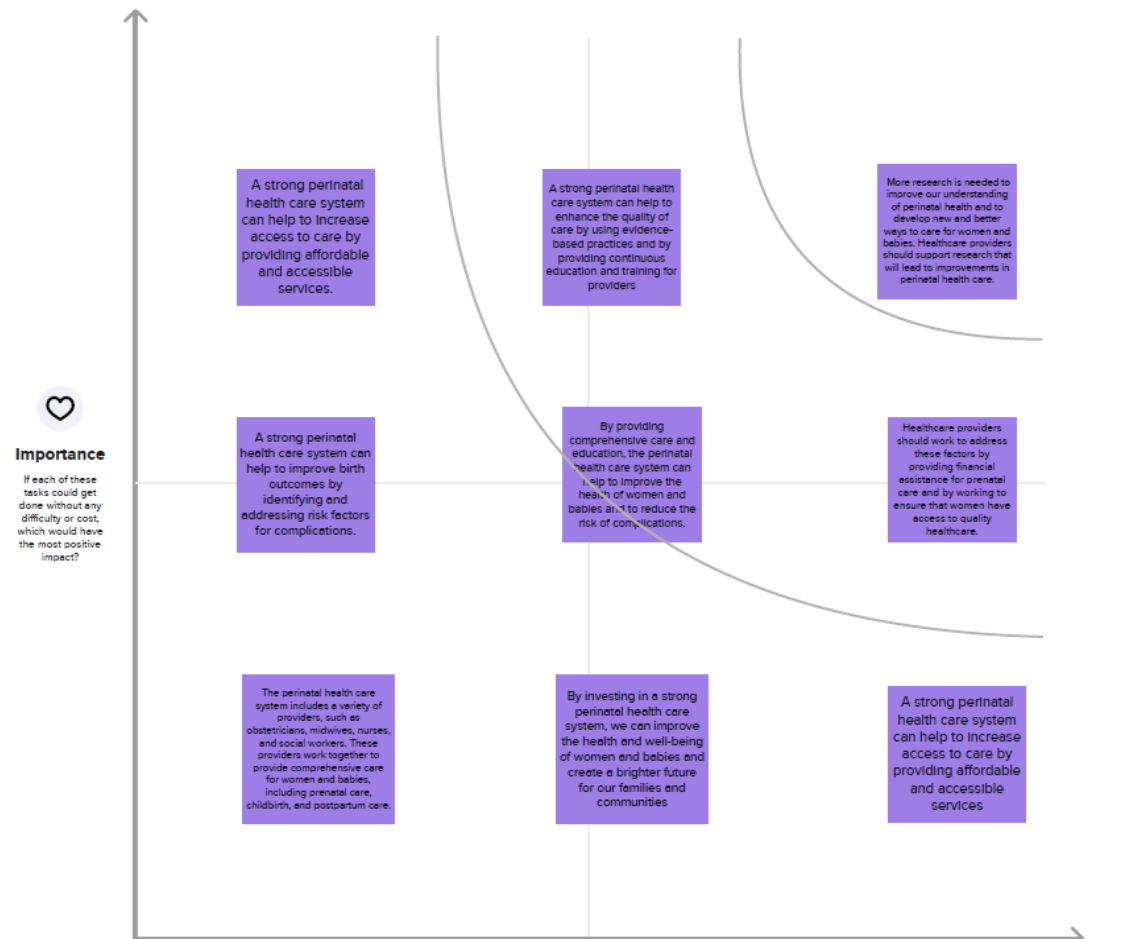 A strong perinatal
health care system
can help to increase
access to care by
providing affordable
and accessible
services.
A strong perinatal health
care system can help to
enhance the quality of
care by using evidence-
based practices and by
providing continuous
education and training for
providers
More research is needed to
improve our understanding
of perinatal health and to
develop new and better
ways to care for women and
babies. Healthcare providers
should support research that
will lead to improvements in
perinatal health care.
Importance
If each of these
tasks could get
done without any
difficulty or cost,
which would have
the most positive
impact?
A strong perinatal
health care system can
help to improve birth
outcomes by
identifying and
addressing risk factors
for complications.
By providing
comprehensive care and
education, the perinatal
health care system can
help to improve the
health of women and
babies and to reduce the
risk of complications.
Healthcare providers
should work to address
these factors by
providing financial
assistance for prenatal
care and by working to
ensure that women have
access to quality
healthcare.
The perinatal health care
system includes a variety of
providers, such as
obstetricians, midwives, nurses,
and social workers. These
providers work together to
provide comprehensive care
for women and babies,
including prenatal care,
childbirth, and postpartum care.
By investing in a strong
perinatal health care
system, we can improve
the health and well-being
of women and babies and
create a brighter future
for our families and
communities
A strong perinatal
health care system
can help to increase
access to care by
providing affordable
and accessible
services